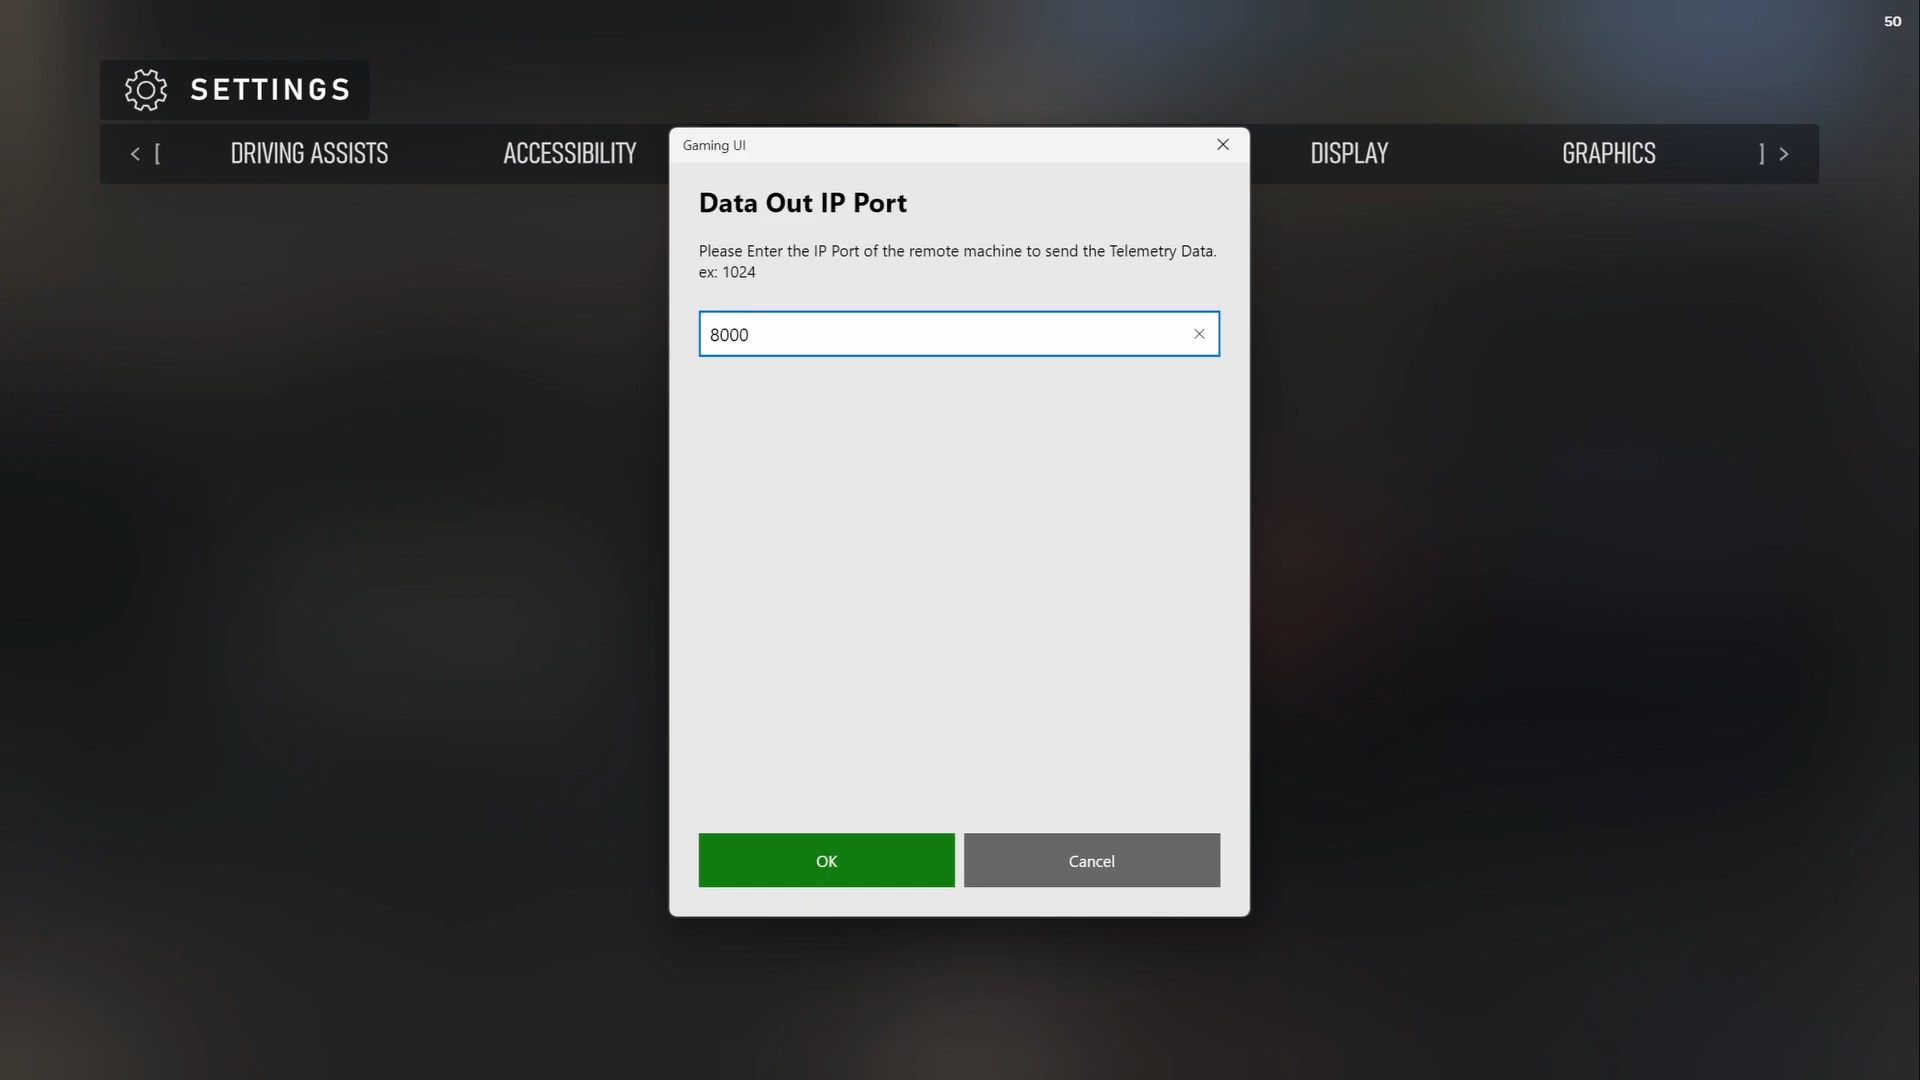 50
SETTINGS
< [ DRIVING ASSISTS ACCESSIBILITY DISPLAY GRAPHICS ] >
Gaming UI
Data Out IP Port
Please Enter the IP Port of the remote machine to send the Telemetry Data.
ex: 1024
8000
OK Cancel